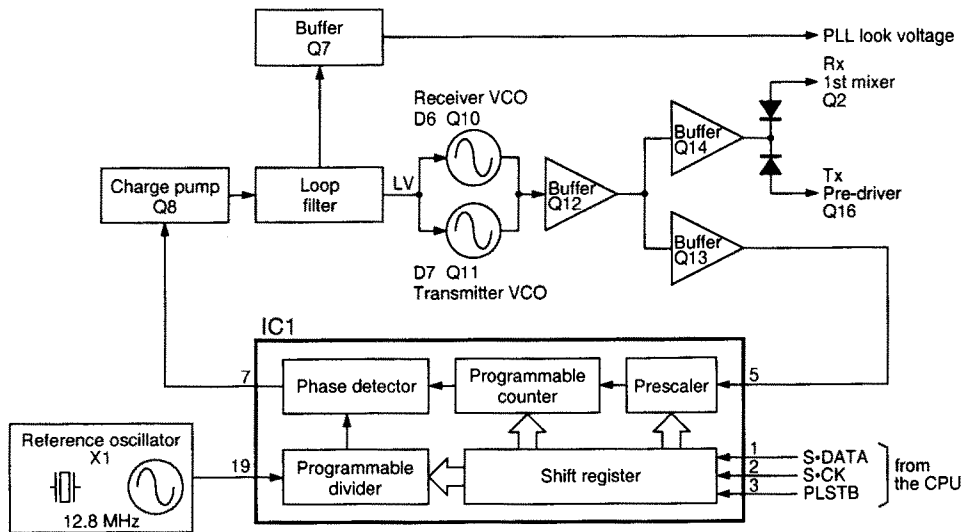 Buffer
Q7
PLL look voltage
Rx
1st mixer
Q2
Receiver VCO
D6 Q10
Buffer
Q14
Charge pump
Q8
Loop
filter
LV
Buffer
Q12
Tx
Pre-driver
Q16
Buffer
Q13
D7 Q11
Transmitter VCO
IC1
7
Phase detector
Programmable
counter
Prescaler
5
Reference oscillator
X1
12.8 MHz
19
Programmable
divider
Shift register
1
S•DATA
2
S•CK
3
PLSTB
from
the CPU